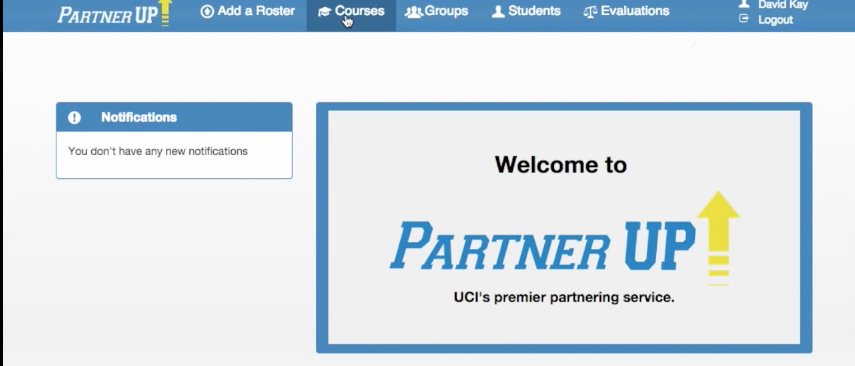 PARTNER UP Add a Roster Courses Groups Students Evaluations David Kay
Logout
Notifications
You don't have any new notifications
Welcome to
PARTNER UP
UCI's premier partnering service.